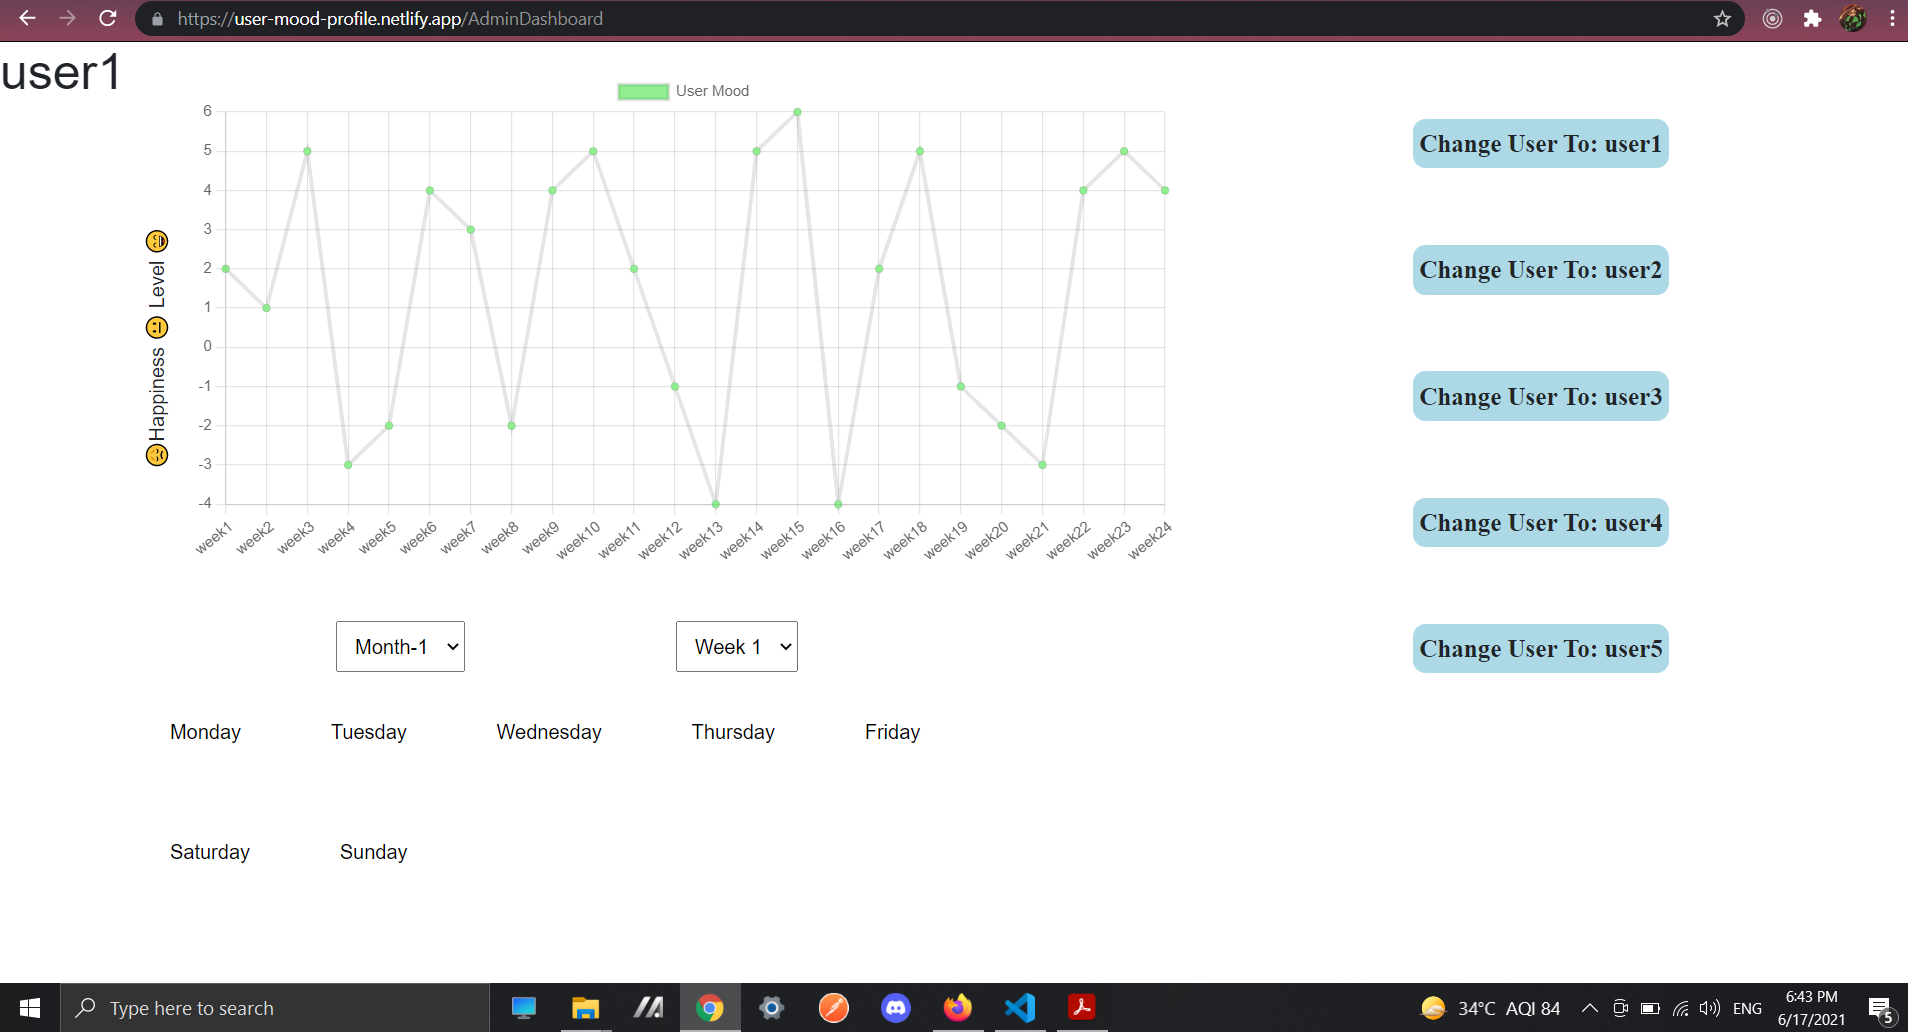 https://user-mood-profile.netlify.app/AdminDashboard
user1
User Mood
6
5
4
3
2
1
0
-1
-2
-3
-4
Happiness 😐 Level
week1 week2 week3 week4 week5 week6 week7 week8 week9 week10 week11 week12 week13 week14 week15 week16 week17 week18 week19 week20 week21 week22 week23 week24
Change User To: user1
Change User To: user2
Change User To: user3
Change User To: user4
Change User To: user5
Month-1 Week 1
Monday Tuesday Wednesday Thursday Friday
Saturday Sunday
Type here to search
34°C AQI 84
ENG
6:43 PM
6/17/2021
5